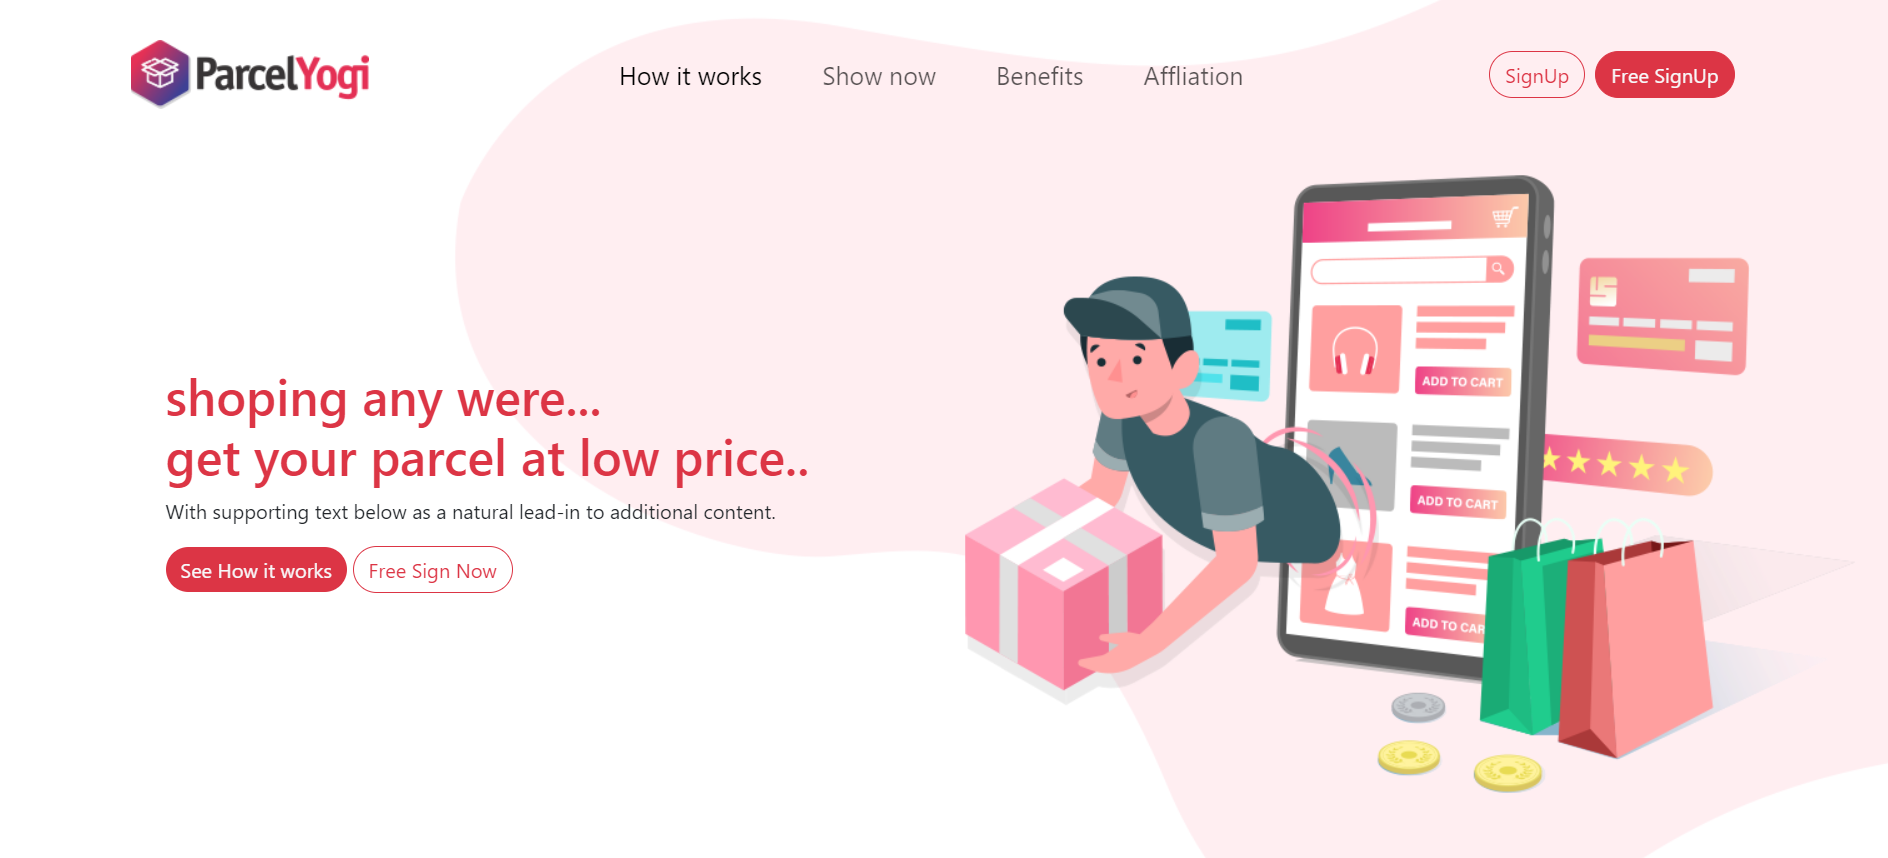 ParcelYogi
How it works
Show now
Benefits
Affliation
SignUp
Free SignUp
shoping any were...
get your parcel at low price..
With supporting text below as a natural lead-in to additional content.
See How it works
Free Sign Now
ADD TO CART
ADD TO CART
ADD TO CAR